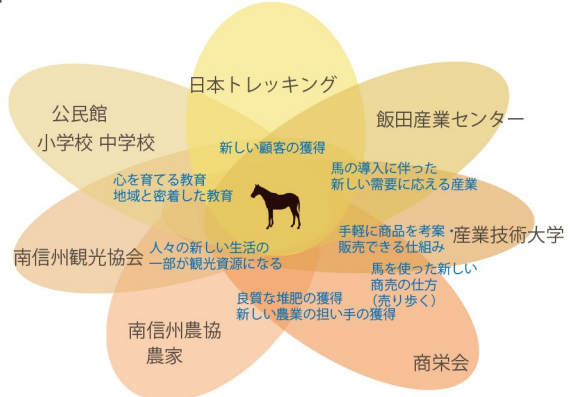 日本トレッキング
公民館
小学校 中学校
飯田産業センター
新しい顧客の獲得
馬の導入に伴った
新しい需要に応える産業
心を育てる教育
地域と密着した教育
手軽に商品を考案・
販売できる仕組み
産業技術大学
南信州観光協会
人々の新しい生活の
一部が観光資源になる
馬を使った新しい
商売の仕方
（売り歩く）
良質な堆肥の獲得
新しい農業の担い手の獲得
南信州農協
農家
商栄会